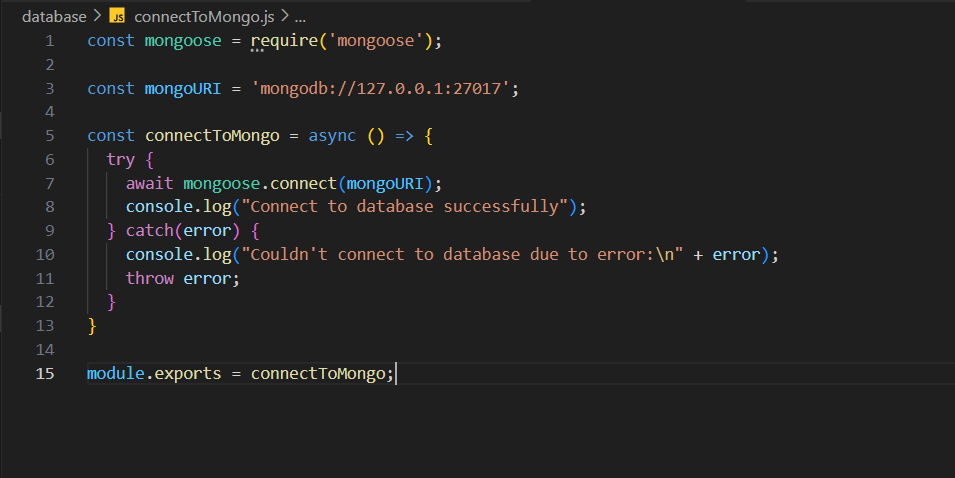 database > JS connectToMongo.js > ...
1 const mongoose = require('mongoose');
2
3 const mongoURI = 'mongodb://127.0.0.1:27017';
4
5 const connectToMongo = async () => {
6   try {
7     await mongoose.connect(mongoURI);
8     console.log("Connect to database successfully");
9   } catch(error) {
10     console.log("Couldn't connect to database due to error:\n" + error);
11     throw error;
12   }
13 }
14
15 module.exports = connectToMongo;